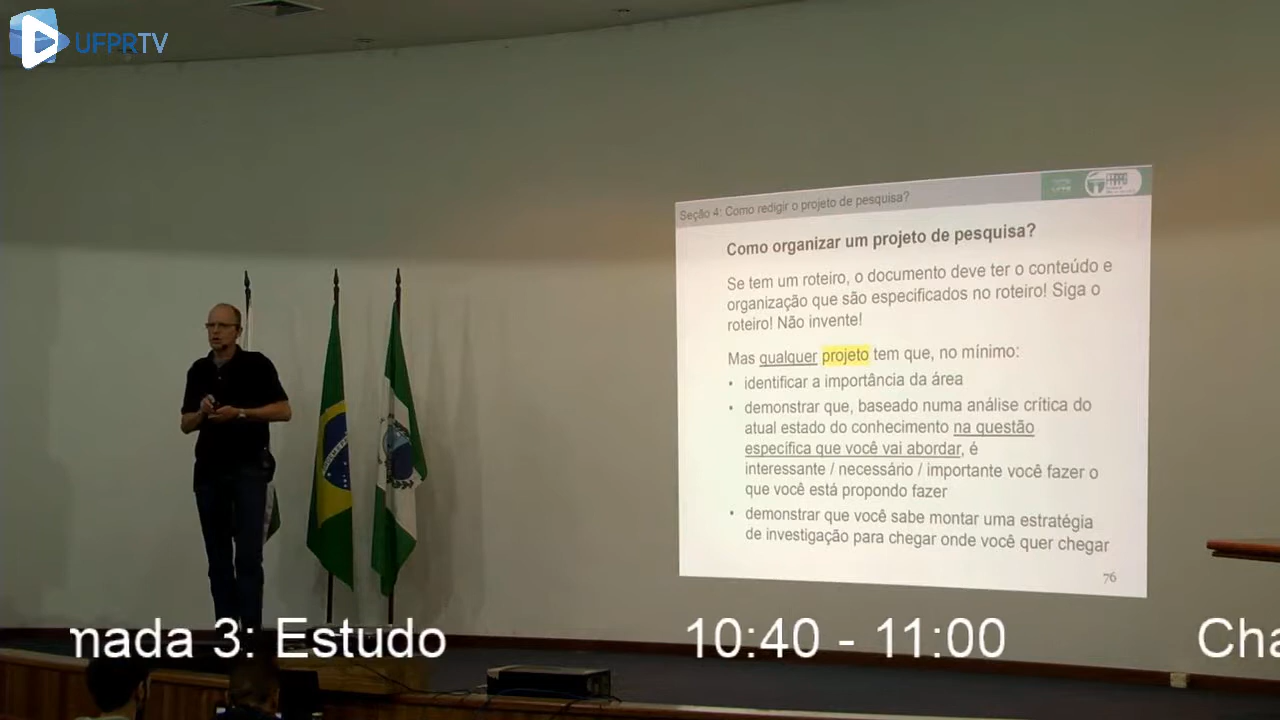 UFPRTV
Seção 4: Como redigir o projeto de pesquisa?
Como organizar um projeto de pesquisa?
Se tem um roteiro, o documento deve ter o conteúdo e
organização que são especificados no roteiro! Siga o
roteiro! Não invente!
Mas qualquer projeto tem que, no mínimo:
• identificar a importância da área
• demonstrar que, baseado numa análise crítica do
atual estado do conhecimento na questão
específica que você vai abordar, é
interessante / necessário / importante você fazer o
que você está propondo fazer
• demonstrar que você sabe montar uma estratégia
de investigação para chegar onde você quer chegar
76
mada 3: Estudo
10:40 - 11:00
Cha